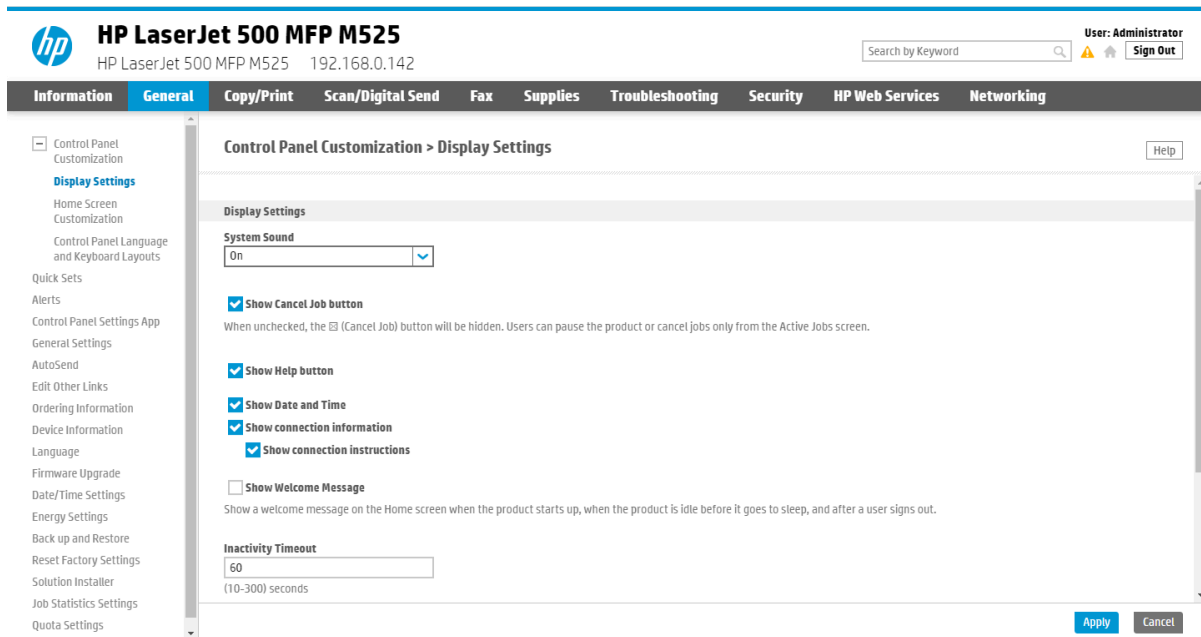 hp
HP LaserJet 500 MFP M525
HP LaserJet 500 MFP M525 192.168.0.142
User: Administrator
Search by Keyword
Sign Out
Information General Copy/Print Scan/Digital Send Fax Supplies Troubleshooting Security HP Web Services Networking
Control Panel
Customization
Display Settings
Home Screen
Customization
Control Panel Language
and Keyboard Layouts
Quick Sets
Alerts
Control Panel Settings App
General Settings
AutoSend
Edit Other Links
Ordering Information
Device Information
Language
Firmware Upgrade
Date/Time Settings
Energy Settings
Back up and Restore
Reset Factory Settings
Solution Installer
Job Statistics Settings
Quota Settings
Control Panel Customization > Display Settings
Help
Display Settings
System Sound
On
Show Cancel Job button
When unchecked, the ☒ (Cancel Job) button will be hidden. Users can pause the product or cancel jobs only from the Active Jobs screen.
Show Help button
Show Date and Time
Show connection information
Show connection instructions
Show Welcome Message
Show a welcome message on the Home screen when the product starts up, when the product is idle before it goes to sleep, and after a user signs out.
Inactivity Timeout
60
(10-300) seconds
Apply Cancel